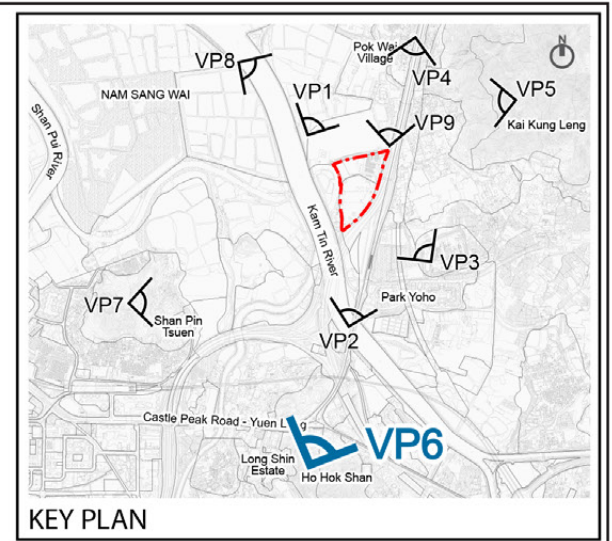 VP8
Pok Wai
Village
N
VP4
NAM SANG WAI
VP1
VP5
Shan Pui River
VP9
Kai Kung Leng
Kam Tin River
VP3
VP7
Shan Pin
Tsuen
Park Yoho
VP2
Castle Peak Road - Yuen Long
VP6
Long Shin
Estate
Ho Hok Shan
KEY PLAN